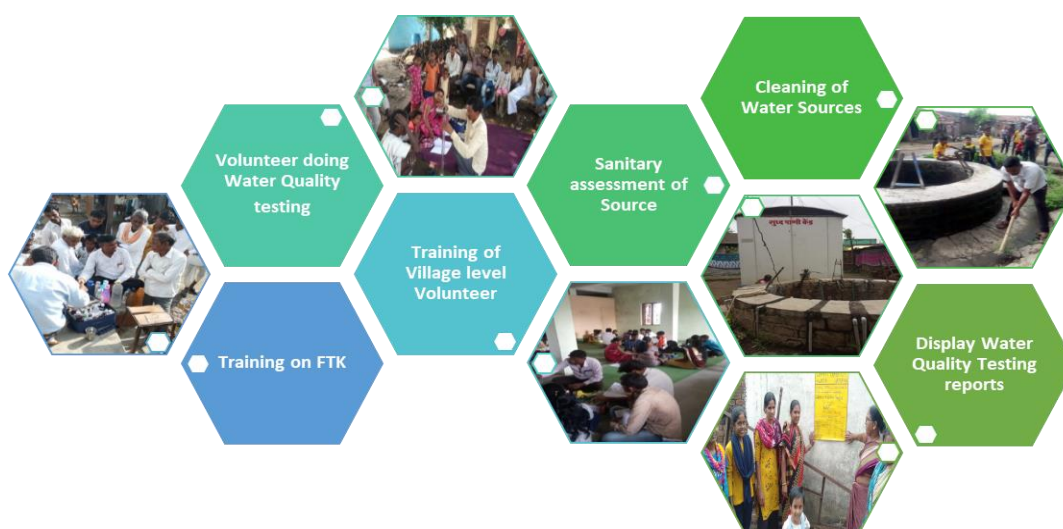 Cleaning of
Water Sources
Volunteer doing
Water Quality
testing
Sanitary
assessment of
Source
Training of
Village level
Volunteer
Training on FTK
Display Water
Quality Testing
reports